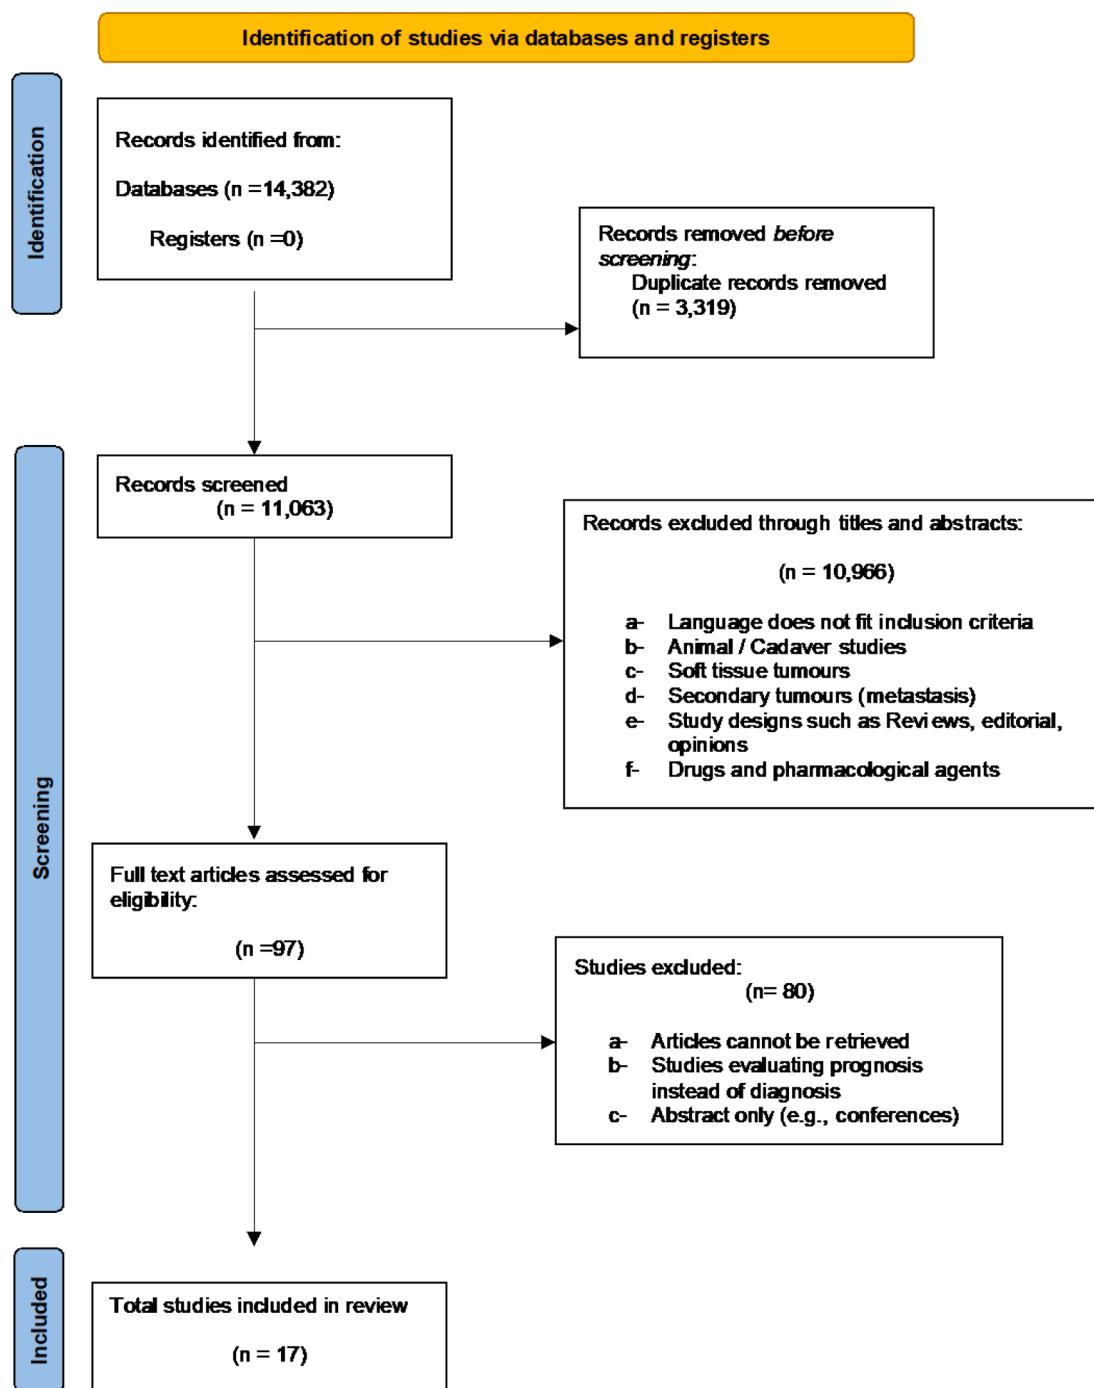 Identification of studies via databases and registers
Identification
Records identified from:
Databases (n =14,382)
Registers (n =0)
Records removed before
screening:
Duplicate records removed
(n = 3,319)
Screening
Records screened
(n = 11,063)
Records excluded through titles and abstracts:
(n = 10,966)
a- Language does not fit inclusion criteria
b- Animal / Cadaver studies
c- Soft tissue tumours
d- Secondary tumours (metastasis)
e- Study designs such as Reviews, editorial,
opinions
f- Drugs and pharmacological agents
Full text articles assessed for
eligibility:
(n =97)
Studies excluded:
(n= 80)
a- Articles cannot be retrieved
b- Studies evaluating prognosis
instead of diagnosis
c- Abstract only (e.g., conferences)
Included
Total studies included in review
(n = 17)